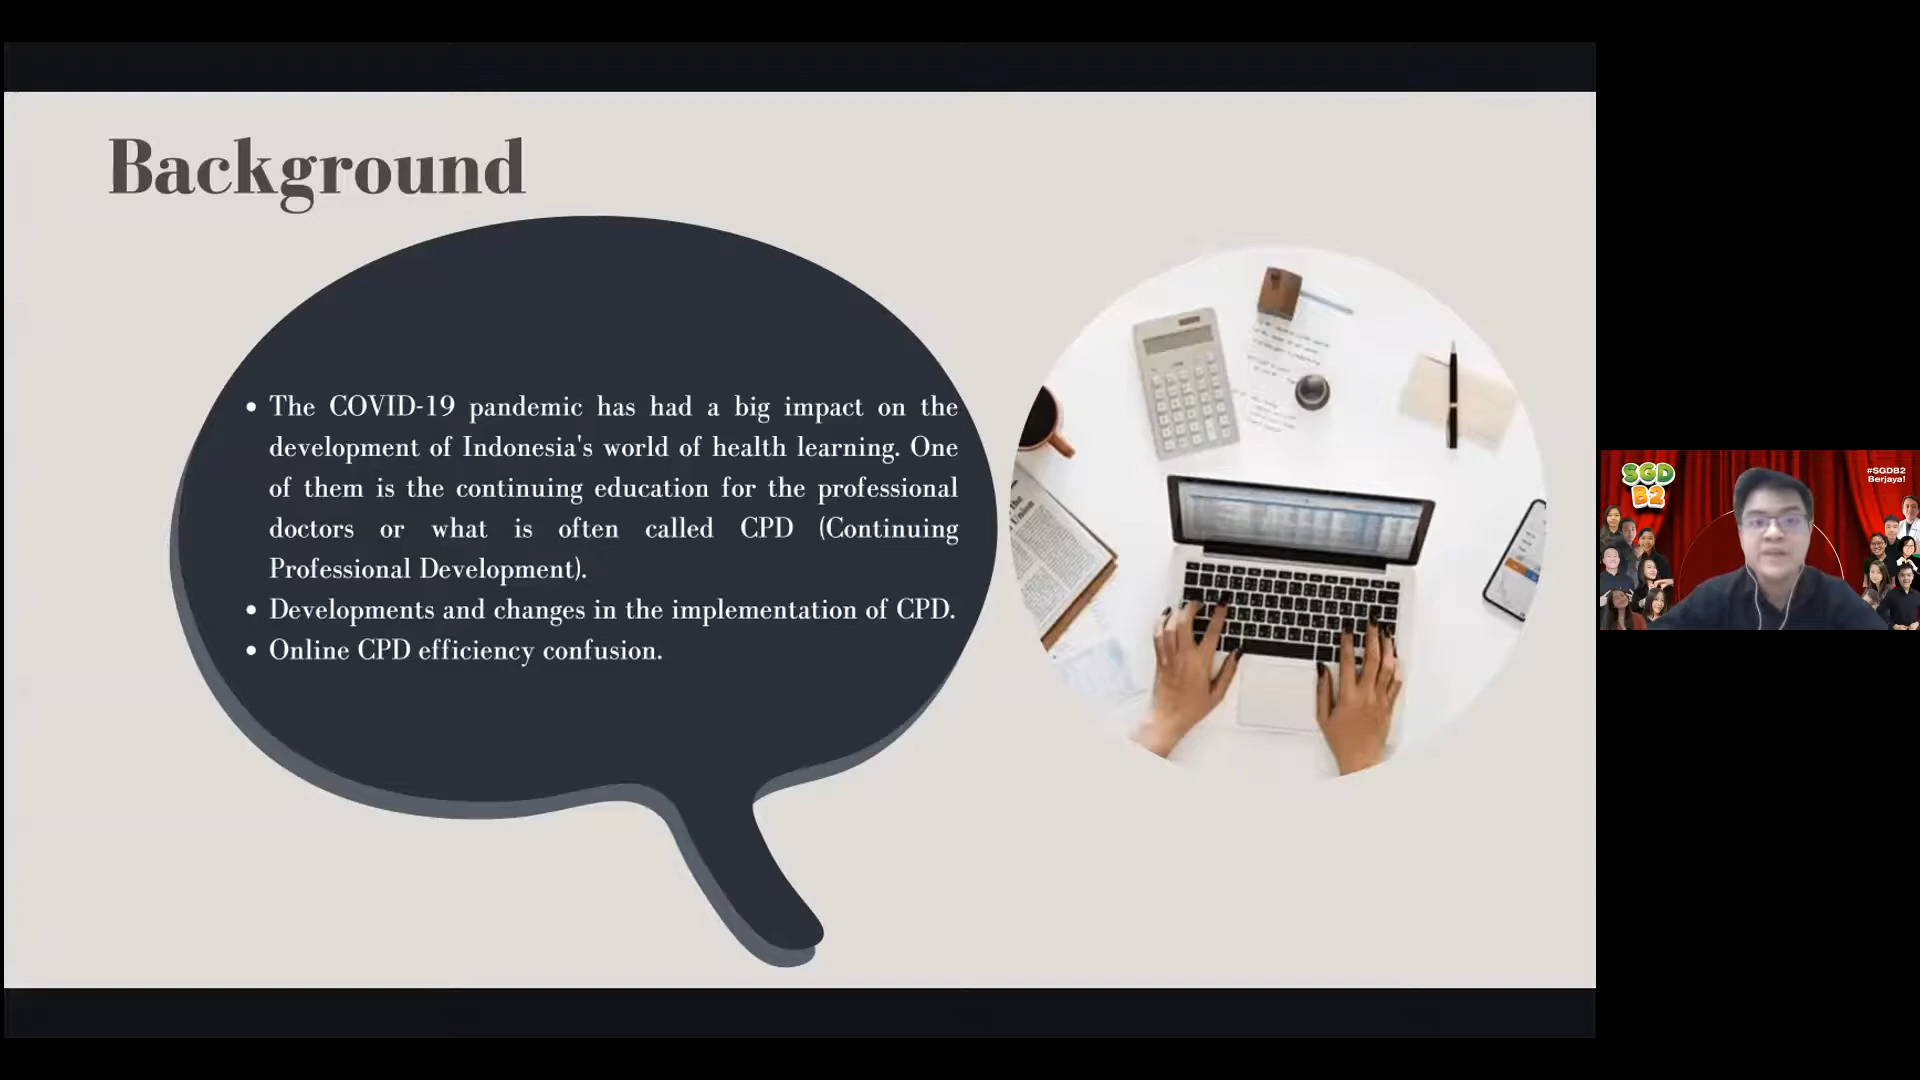 Background
• The COVID-19 pandemic has had a big impact on the
development of Indonesia's world of health learning. One
of them is the continuing education for the professional
doctors or what is often called CPD (Continuing
Professional Development).
• Developments and changes in the implementation of CPD.
• Online CPD efficiency confusion.
SGD
B2
#SGDB2
Berjaya!